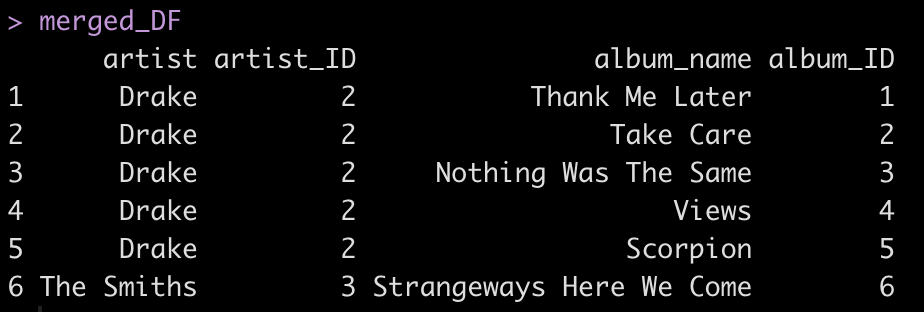 > merged_DF
artist artist_ID album_name album_ID
1 Drake 2 Thank Me Later 1
2 Drake 2 Take Care 2
3 Drake 2 Nothing Was The Same 3
4 Drake 2 Views 4
5 Drake 2 Scorpion 5
6 The Smiths 3 Strangeways Here We Come 6